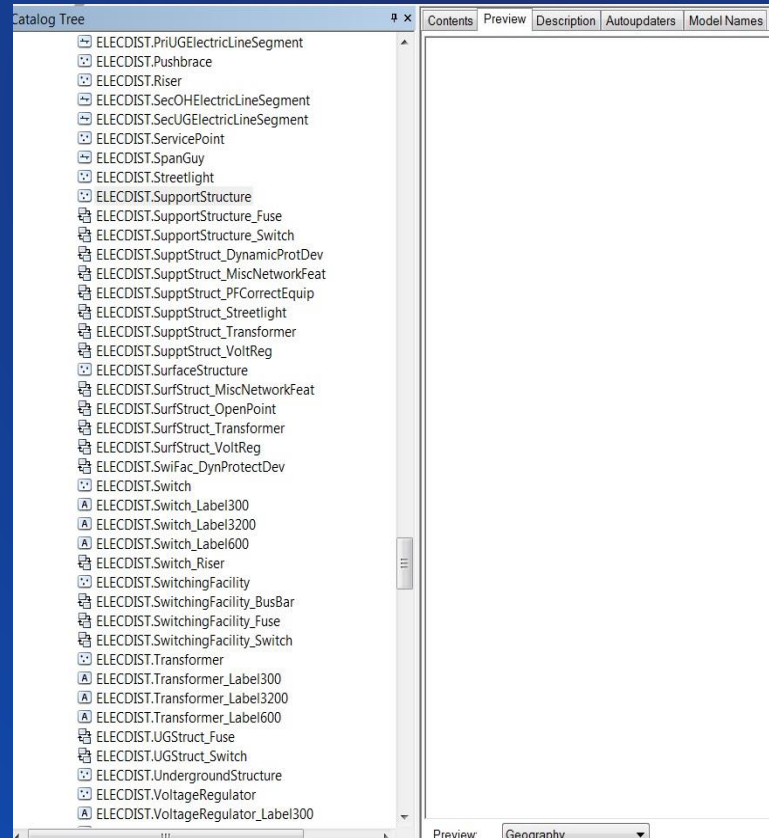 Catalog Tree
Contents Preview Description Autoupdaters Model Names
ELECDIST.PriUGElectricLineSegment
ELECDIST.Pushbrace
ELECDIST.Riser
ELECDIST.SecOHElectricLineSegment
ELECDIST.SecUGElectricLineSegment
ELECDIST.ServicePoint
ELECDIST.SpanGuy
ELECDIST.Streetlight
ELECDIST.SupportStructure
ELECDIST.SupportStructure_Fuse
ELECDIST.SupportStructure_Switch
ELECDIST.SupptStruct_DynamicProtDev
ELECDIST.SupptStruct_MiscNetworkFeat
ELECDIST.SupptStruct_PFCorrectEquip
ELECDIST.SupptStruct_Streetlight
ELECDIST.SupptStruct_Transformer
ELECDIST.SupptStruct_VoltReg
ELECDIST.SurfaceStructure
ELECDIST.SurfStruct_MiscNetworkFeat
ELECDIST.SurfStruct_OpenPoint
ELECDIST.SurfStruct_Transformer
ELECDIST.SurfStruct_VoltReg
ELECDIST.SwiFac_DynProtectDev
ELECDIST.Switch
A ELECDIST.Switch_Label300
A ELECDIST.Switch_Label3200
A ELECDIST.Switch_Label600
ELECDIST.Switch_Riser
ELECDIST.SwitchingFacility
ELECDIST.SwitchingFacility_BusBar
ELECDIST.SwitchingFacility_Fuse
ELECDIST.SwitchingFacility_Switch
ELECDIST.Transformer
A ELECDIST.Transformer_Label300
A ELECDIST.Transformer_Label3200
A ELECDIST.Transformer_Label600
ELECDIST.UGStruct_Fuse
ELECDIST.UGStruct_Switch
ELECDIST.UndergroundStructure
ELECDIST.VoltageRegulator
A ELECDIST.VoltageRegulator_Label300
Preview: Geography